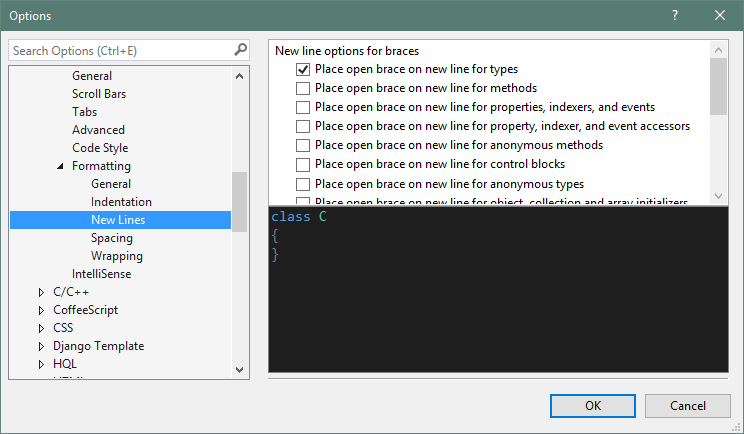 Options
?
Search Options (Ctrl+E)
General
Scroll Bars
Tabs
Advanced
Code Style
Formatting
General
Indentation
New Lines
Spacing
Wrapping
IntelliSense
C/C++
CoffeeScript
CSS
Django Template
HQL
New line options for braces
Place open brace on new line for types
Place open brace on new line for methods
Place open brace on new line for properties, indexers, and events
Place open brace on new line for property, indexer, and event accessors
Place open brace on new line for anonymous methods
Place open brace on new line for control blocks
Place open brace on new line for anonymous types
Place open brace on new line for object, collection and array initializers
class C
{
}
OK
Cancel